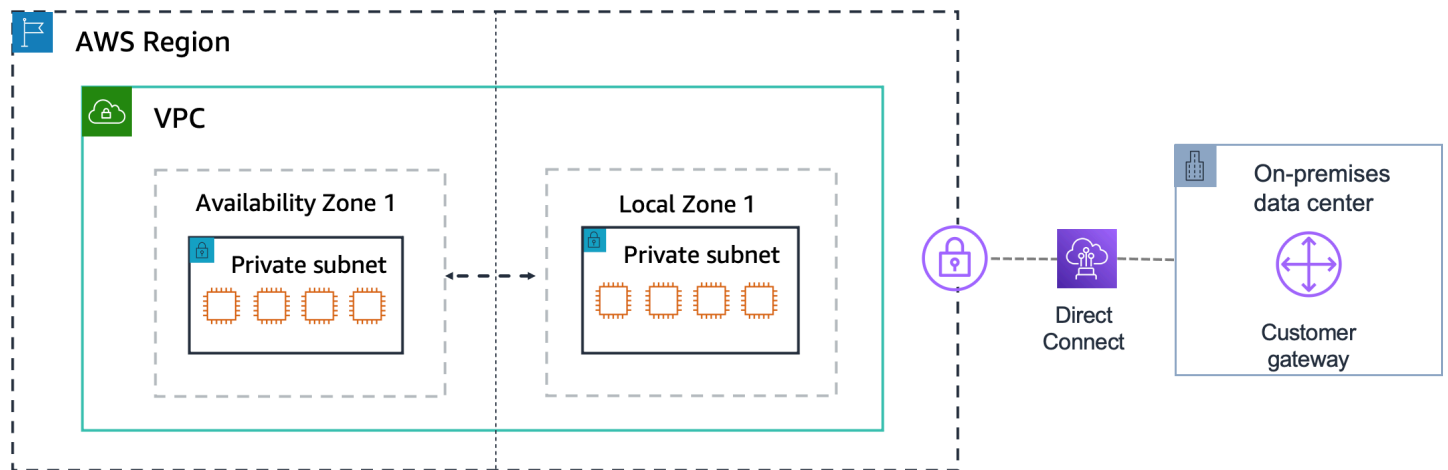 AWS Region
VPC
Availability Zone 1
Private subnet
Local Zone 1
Private subnet
Direct
Connect
On-premises
data center
Customer
gateway